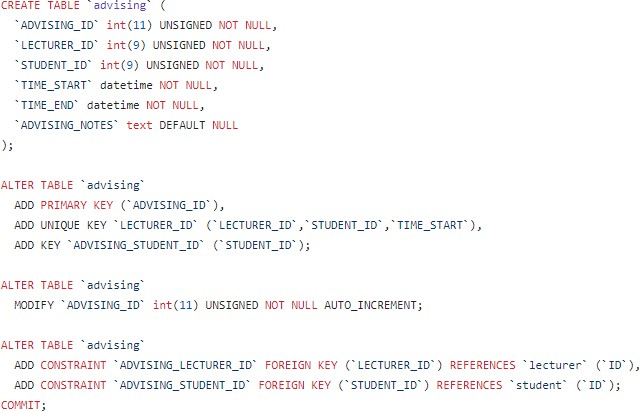 CREATE TABLE `advising` (
  `ADVISING_ID` int(11) UNSIGNED NOT NULL,
  `LECTURER_ID` int(9) UNSIGNED NOT NULL,
  `STUDENT_ID` int(9) UNSIGNED NOT NULL,
  `TIME_START` datetime NOT NULL,
  `TIME_END` datetime NOT NULL,
  `ADVISING_NOTES` text DEFAULT NULL
);
ALTER TABLE `advising`
  ADD PRIMARY KEY (`ADVISING_ID`),
  ADD UNIQUE KEY `LECTURER_ID` (`LECTURER_ID`,`STUDENT_ID`,`TIME_START`),
  ADD KEY `ADVISING_STUDENT_ID` (`STUDENT_ID`);
ALTER TABLE `advising`
  MODIFY `ADVISING_ID` int(11) UNSIGNED NOT NULL AUTO_INCREMENT;
ALTER TABLE `advising`
  ADD CONSTRAINT `ADVISING_LECTURER_ID` FOREIGN KEY (`LECTURER_ID`) REFERENCES `lecturer` (`ID`),
  ADD CONSTRAINT `ADVISING_STUDENT_ID` FOREIGN KEY (`STUDENT_ID`) REFERENCES `student` (`ID`);
COMMIT;